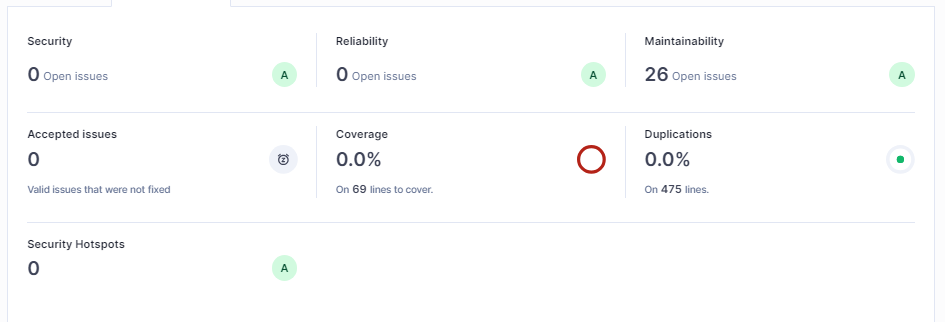 Security
0 Open issues
A
Reliability
0 Open issues
A
Maintainability
26 Open issues
A
Accepted issues
0
Valid issues that were not fixed
Coverage
0.0%
On 69 lines to cover.
Duplications
0.0%
On 475 lines.
Security Hotspots
0
A